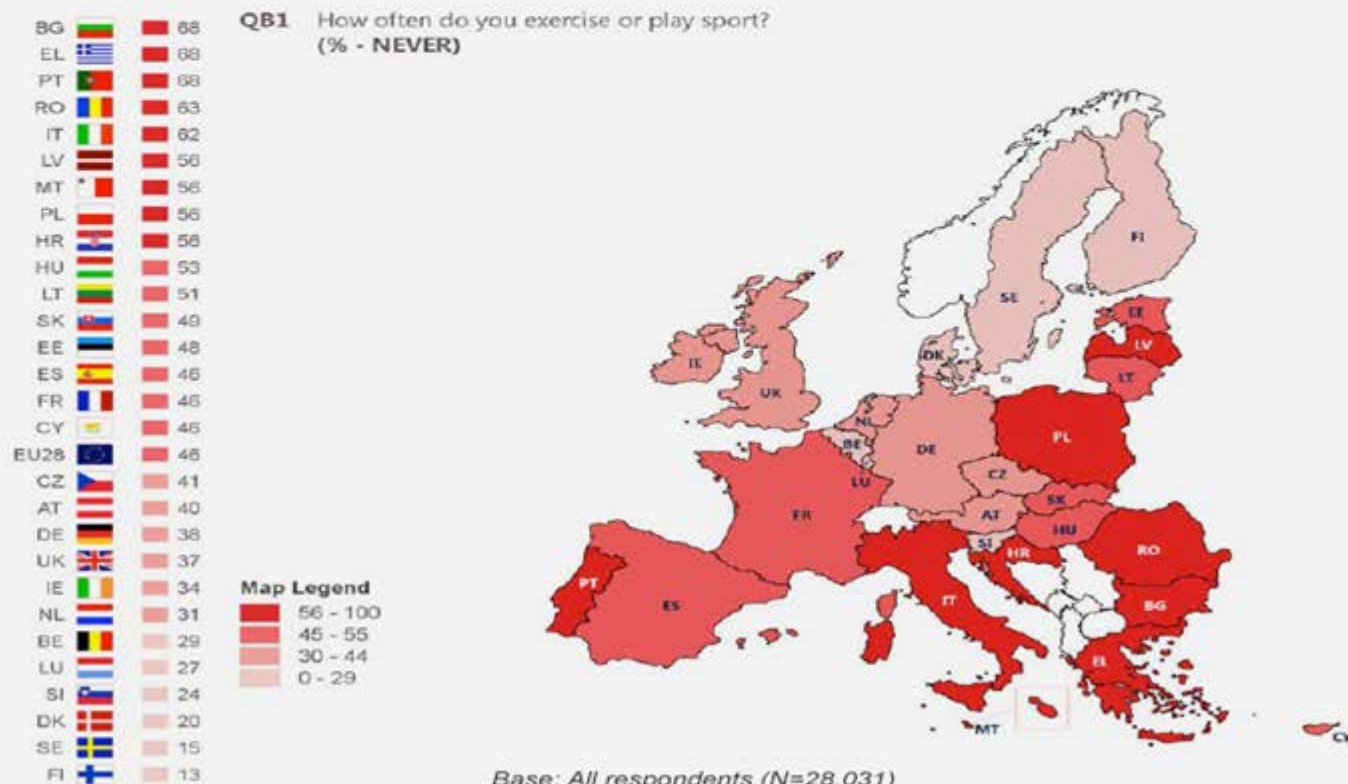 QB1 How often do you exercise or play sport?
(% - NEVER)
BG 68
EL 68
PT 68
RO 63
IT 62
LV 56
MT 56
PL 56
HR 56
HU 53
LT 51
SK 49
EE 48
ES 46
FR 46
CY 46
EU28 46
CZ 41
AT 40
DE 38
UK 37
IE 34
NL 31
BE 29
LU 27
SI 24
DK 20
SE 15
FI 13
Map Legend
56 - 100
45 - 55
30 - 44
0 - 29
FI
SE
EE
LV
DK
IE
LT
UK
NL
PL
BE
DE
CZ
LU
SK
FR
AT
HU
SI
HR
RO
PT
ES
IT
BG
EL
MT
Base: All respondents (N=28,031)